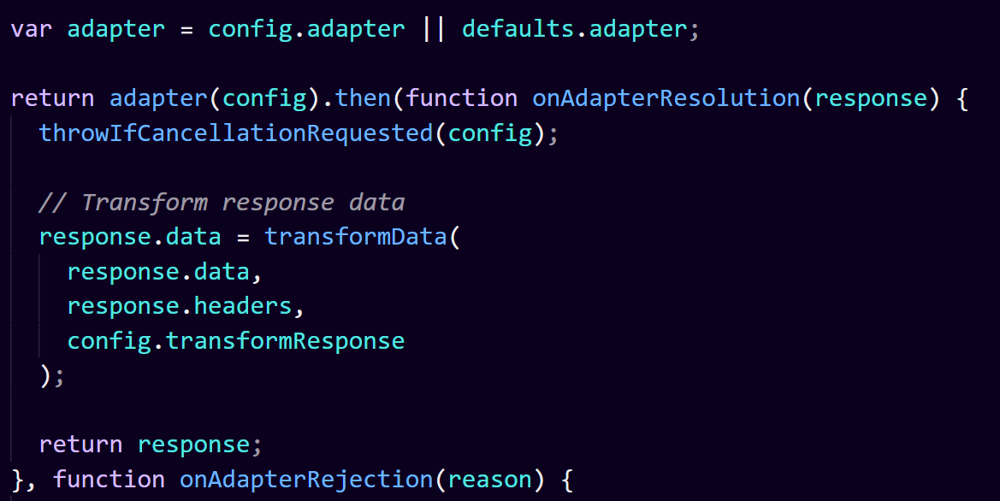 var adapter = config.adapter || defaults.adapter;
return adapter(config).then(function onAdapterResolution(response) {
throwIfCancellationRequested(config);
// Transform response data
response.data = transformData(
response.data,
response.headers,
config.transformResponse
);
return response;
}, function onAdapterRejection(reason) {